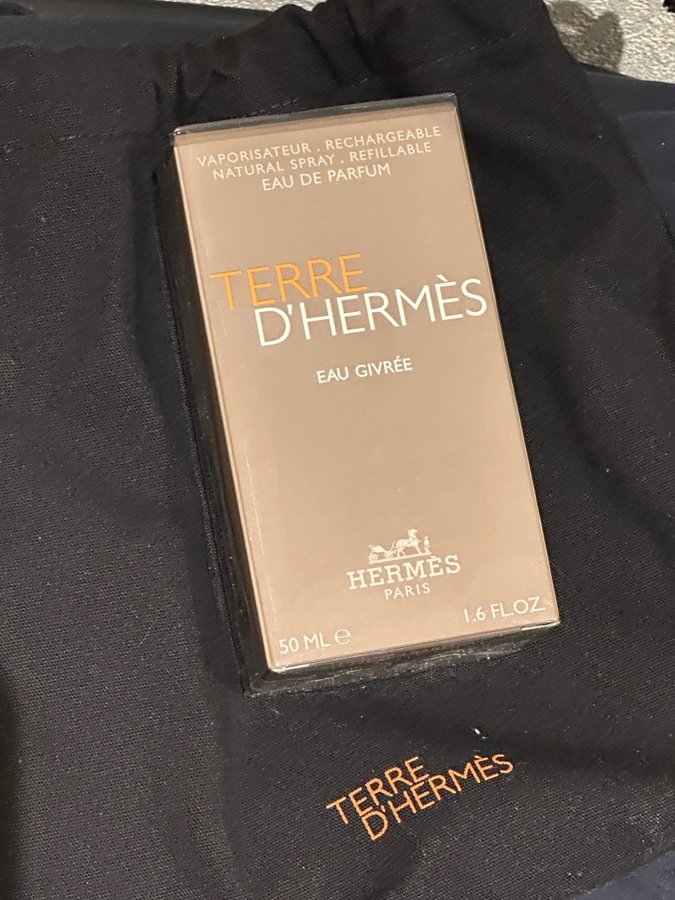 VAPORISATEUR . RECHARGEABLE
NATURAL SPRAY . REFILLABLE
EAU DE PARFUM
TERRE
D'HERMÈS
EAU GIVRÉE
HERMÈS
PARIS
50 ML ℮
1.6 FL.OZ.
TERRE
D'HERMÈS